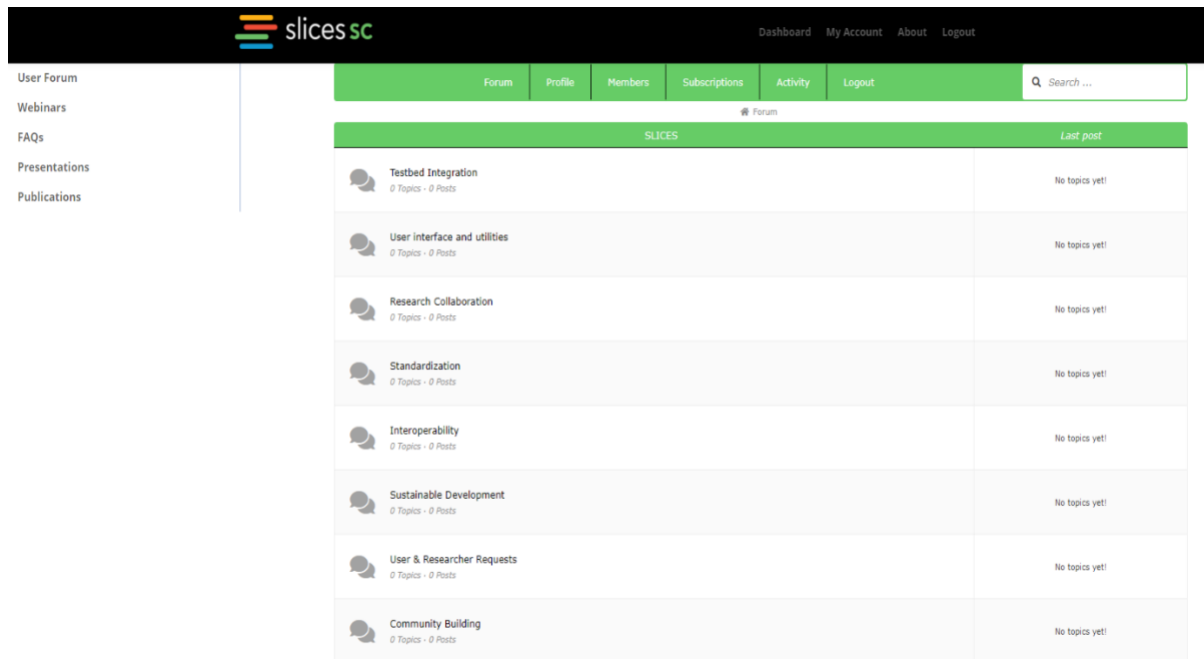 slices sc
Dashboard My Account About Logout
User Forum
Webinars
FAQs
Presentations
Publications
Forum Profile Members Subscriptions Activity Logout Search ...
Forum
SLICES Last post
Testbed Integration
0 Topics - 0 Posts
No topics yet!
User interface and utilities
0 Topics - 0 Posts
No topics yet!
Research Collaboration
0 Topics - 0 Posts
No topics yet!
Standardization
0 Topics - 0 Posts
No topics yet!
Interoperability
0 Topics - 0 Posts
No topics yet!
Sustainable Development
0 Topics - 0 Posts
No topics yet!
User & Researcher Requests
0 Topics - 0 Posts
No topics yet!
Community Building
0 Topics - 0 Posts
No topics yet!